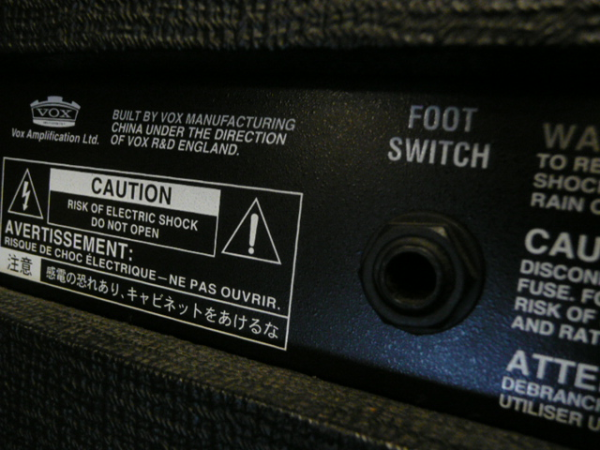 VOX
Vox Amplification Ltd.
BUILT BY VOX MANUFACTURING
CHINA UNDER THE DIRECTION
OF VOX R&D ENGLAND.
CAUTION
RISK OF ELECTRIC SHOCK
DO NOT OPEN
AVERTISSEMENT:
RISQUE DE CHOC ÉLECTRIQUE—NE PAS OUVRIR.
注意 感電の恐れあり、キャビネットをあけるな
FOOT
SWITCH
WA
TO RE
SHOCK
RAIN O
CAU
DISCONN
FUSE. FO
RISK OF
AND RAT
ATTE
DEBRANCH
UTILISER U